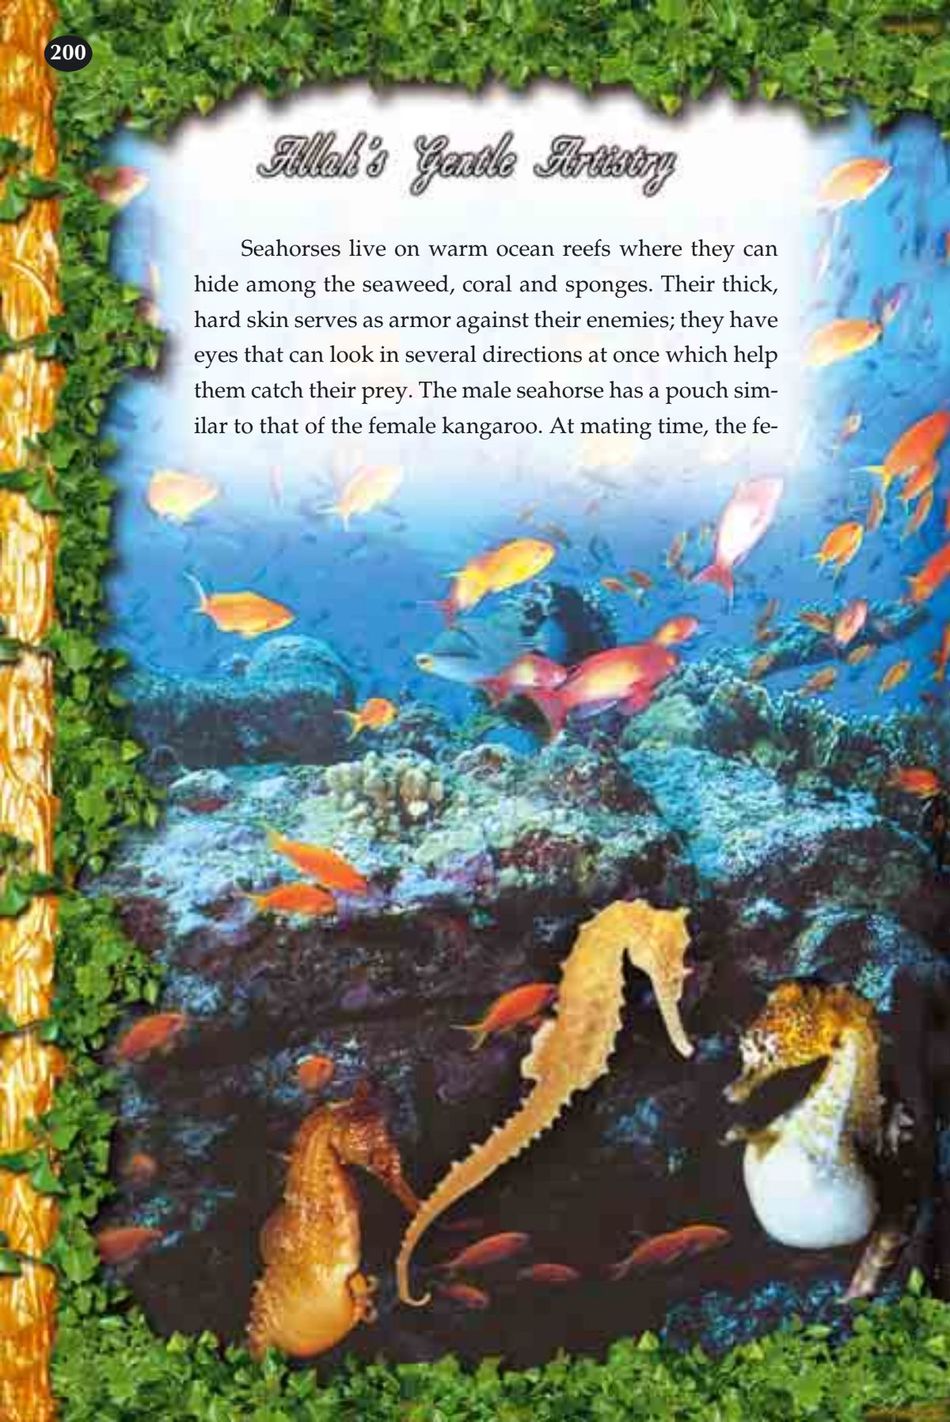 200
Allah's Gentle Artistry
Seahorses live on warm ocean reefs where they can
hide among the seaweed, coral and sponges. Their thick,
hard skin serves as armor against their enemies; they have
eyes that can look in several directions at once which help
them catch their prey. The male seahorse has a pouch sim-
ilar to that of the female kangaroo. At mating time, the fe-